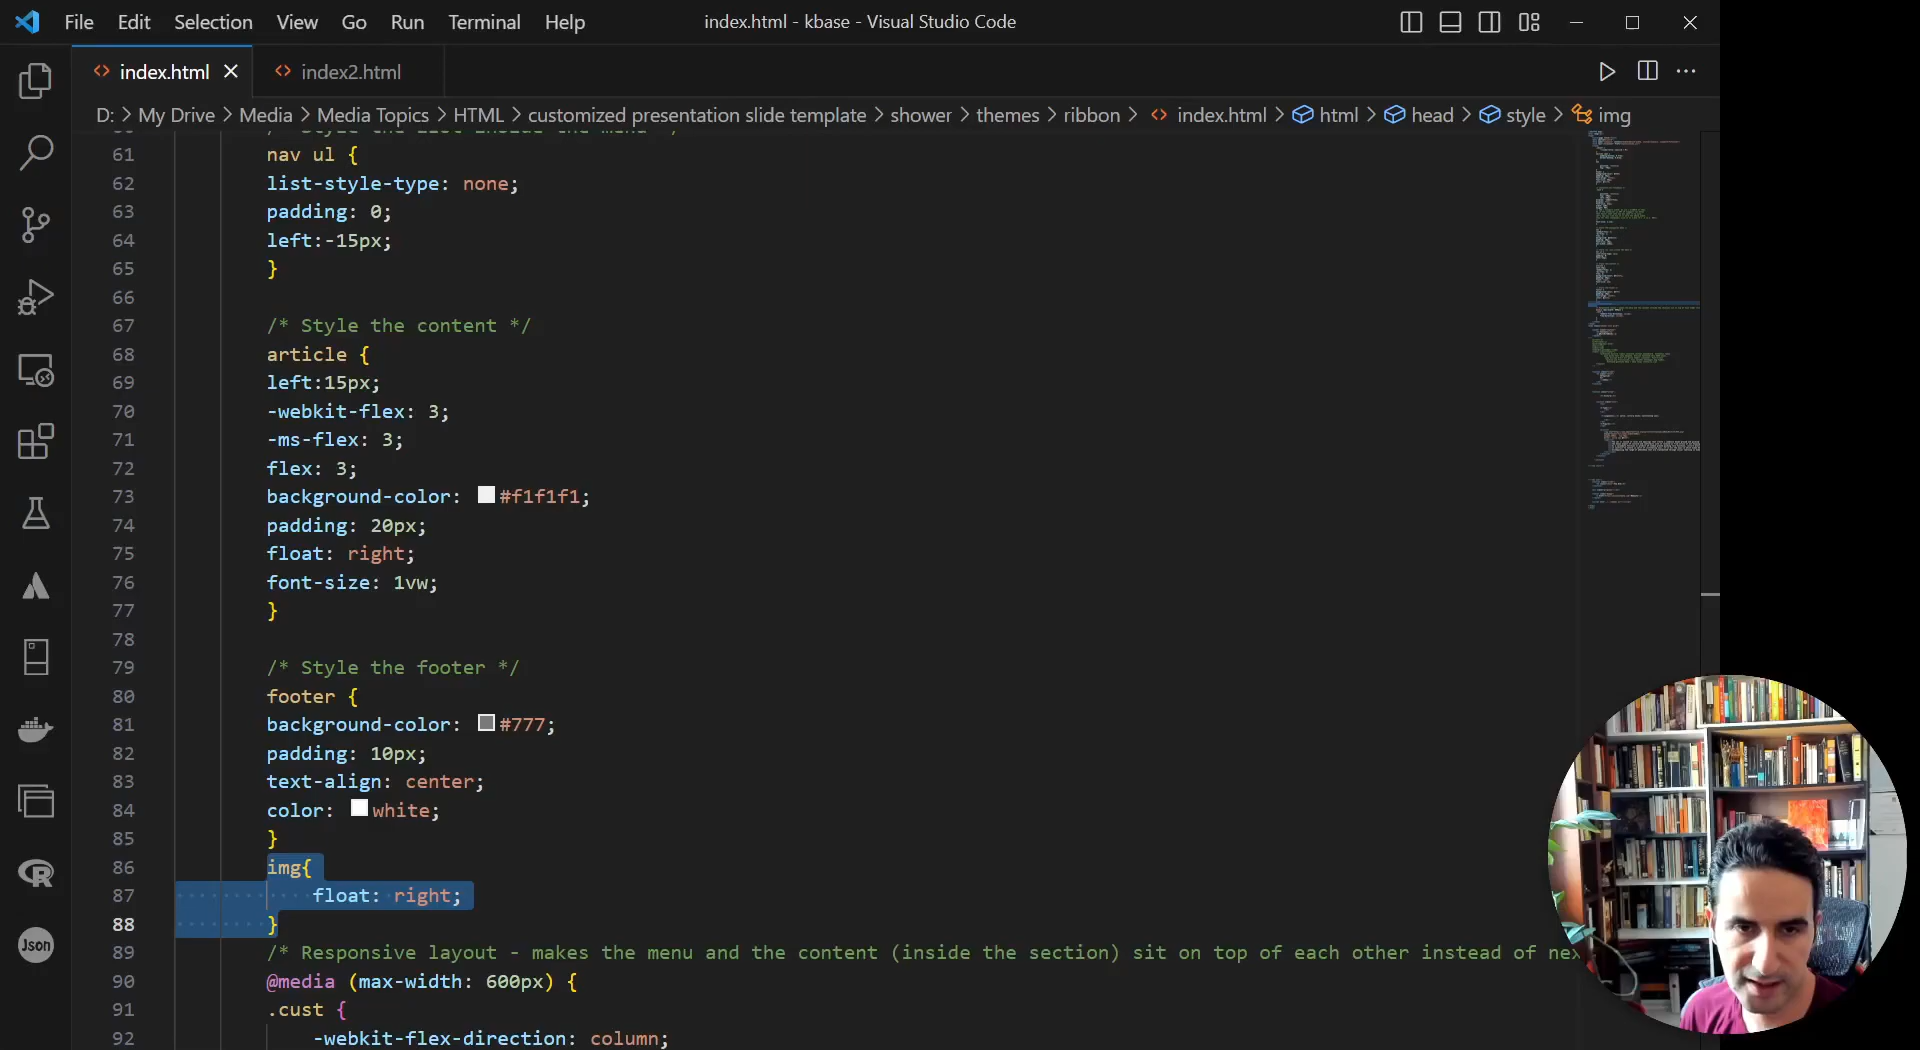 File Edit Selection View Go Run Terminal Help index.html - kbase - Visual Studio Code
index.html index2.html
D: > My Drive > Media > Media Topics > HTML > customized presentation slide template > shower > themes > ribbon > index.html > html > head > style > img
61 nav ul {
62 list-style-type: none;
63 padding: 0;
64 left:-15px;
65 }
66
67 /* Style the content */
68 article {
69 left:15px;
70 -webkit-flex: 3;
71 -ms-flex: 3;
72 flex: 3;
73 background-color: #f1f1f1;
74 padding: 20px;
75 float: right;
76 font-size: 1vw;
77 }
78
79 /* Style the footer */
80 footer {
81 background-color: #777;
82 padding: 10px;
83 text-align: center;
84 color: white;
85 }
86 img{
87 float: right;
88 }
89 /* Responsive layout - makes the menu and the content (inside the section) sit on top of each other instead of nex
90 @media (max-width: 600px) {
91 .cust {
92 -webkit-flex-direction: column;
Json